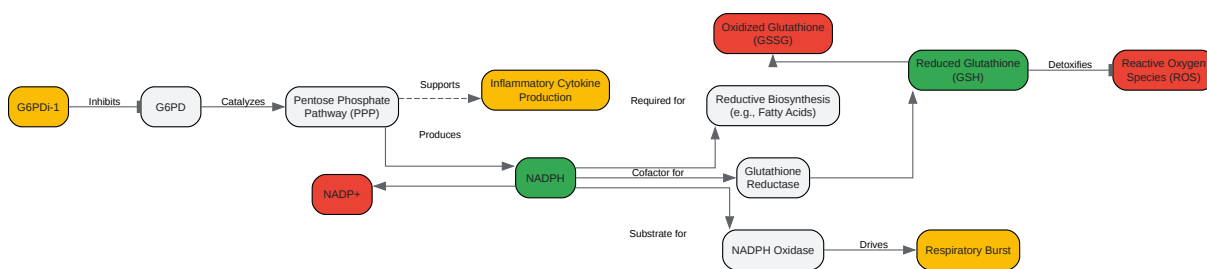 G6PDi-1
Inhibits
G6PD
Catalyzes
Pentose Phosphate
Pathway (PPP)
Supports
Inflammatory Cytokine
Production
Produces
NADP+
NADPH
Required for
Reductive Biosynthesis
(e.g., Fatty Acids)
Cofactor for
Glutathione
Reductase
Substrate for
NADPH Oxidase
Drives
Respiratory Burst
Oxidized Glutathione
(GSSG)
Reduced Glutathione
(GSH)
Detoxifies
Reactive Oxygen
Species (ROS)